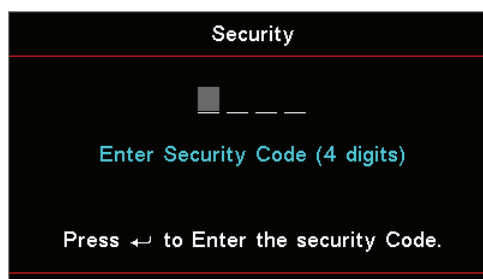 Security
_ _ _ _
Enter Security Code (4 digits)
Press ↵ to Enter the security Code.